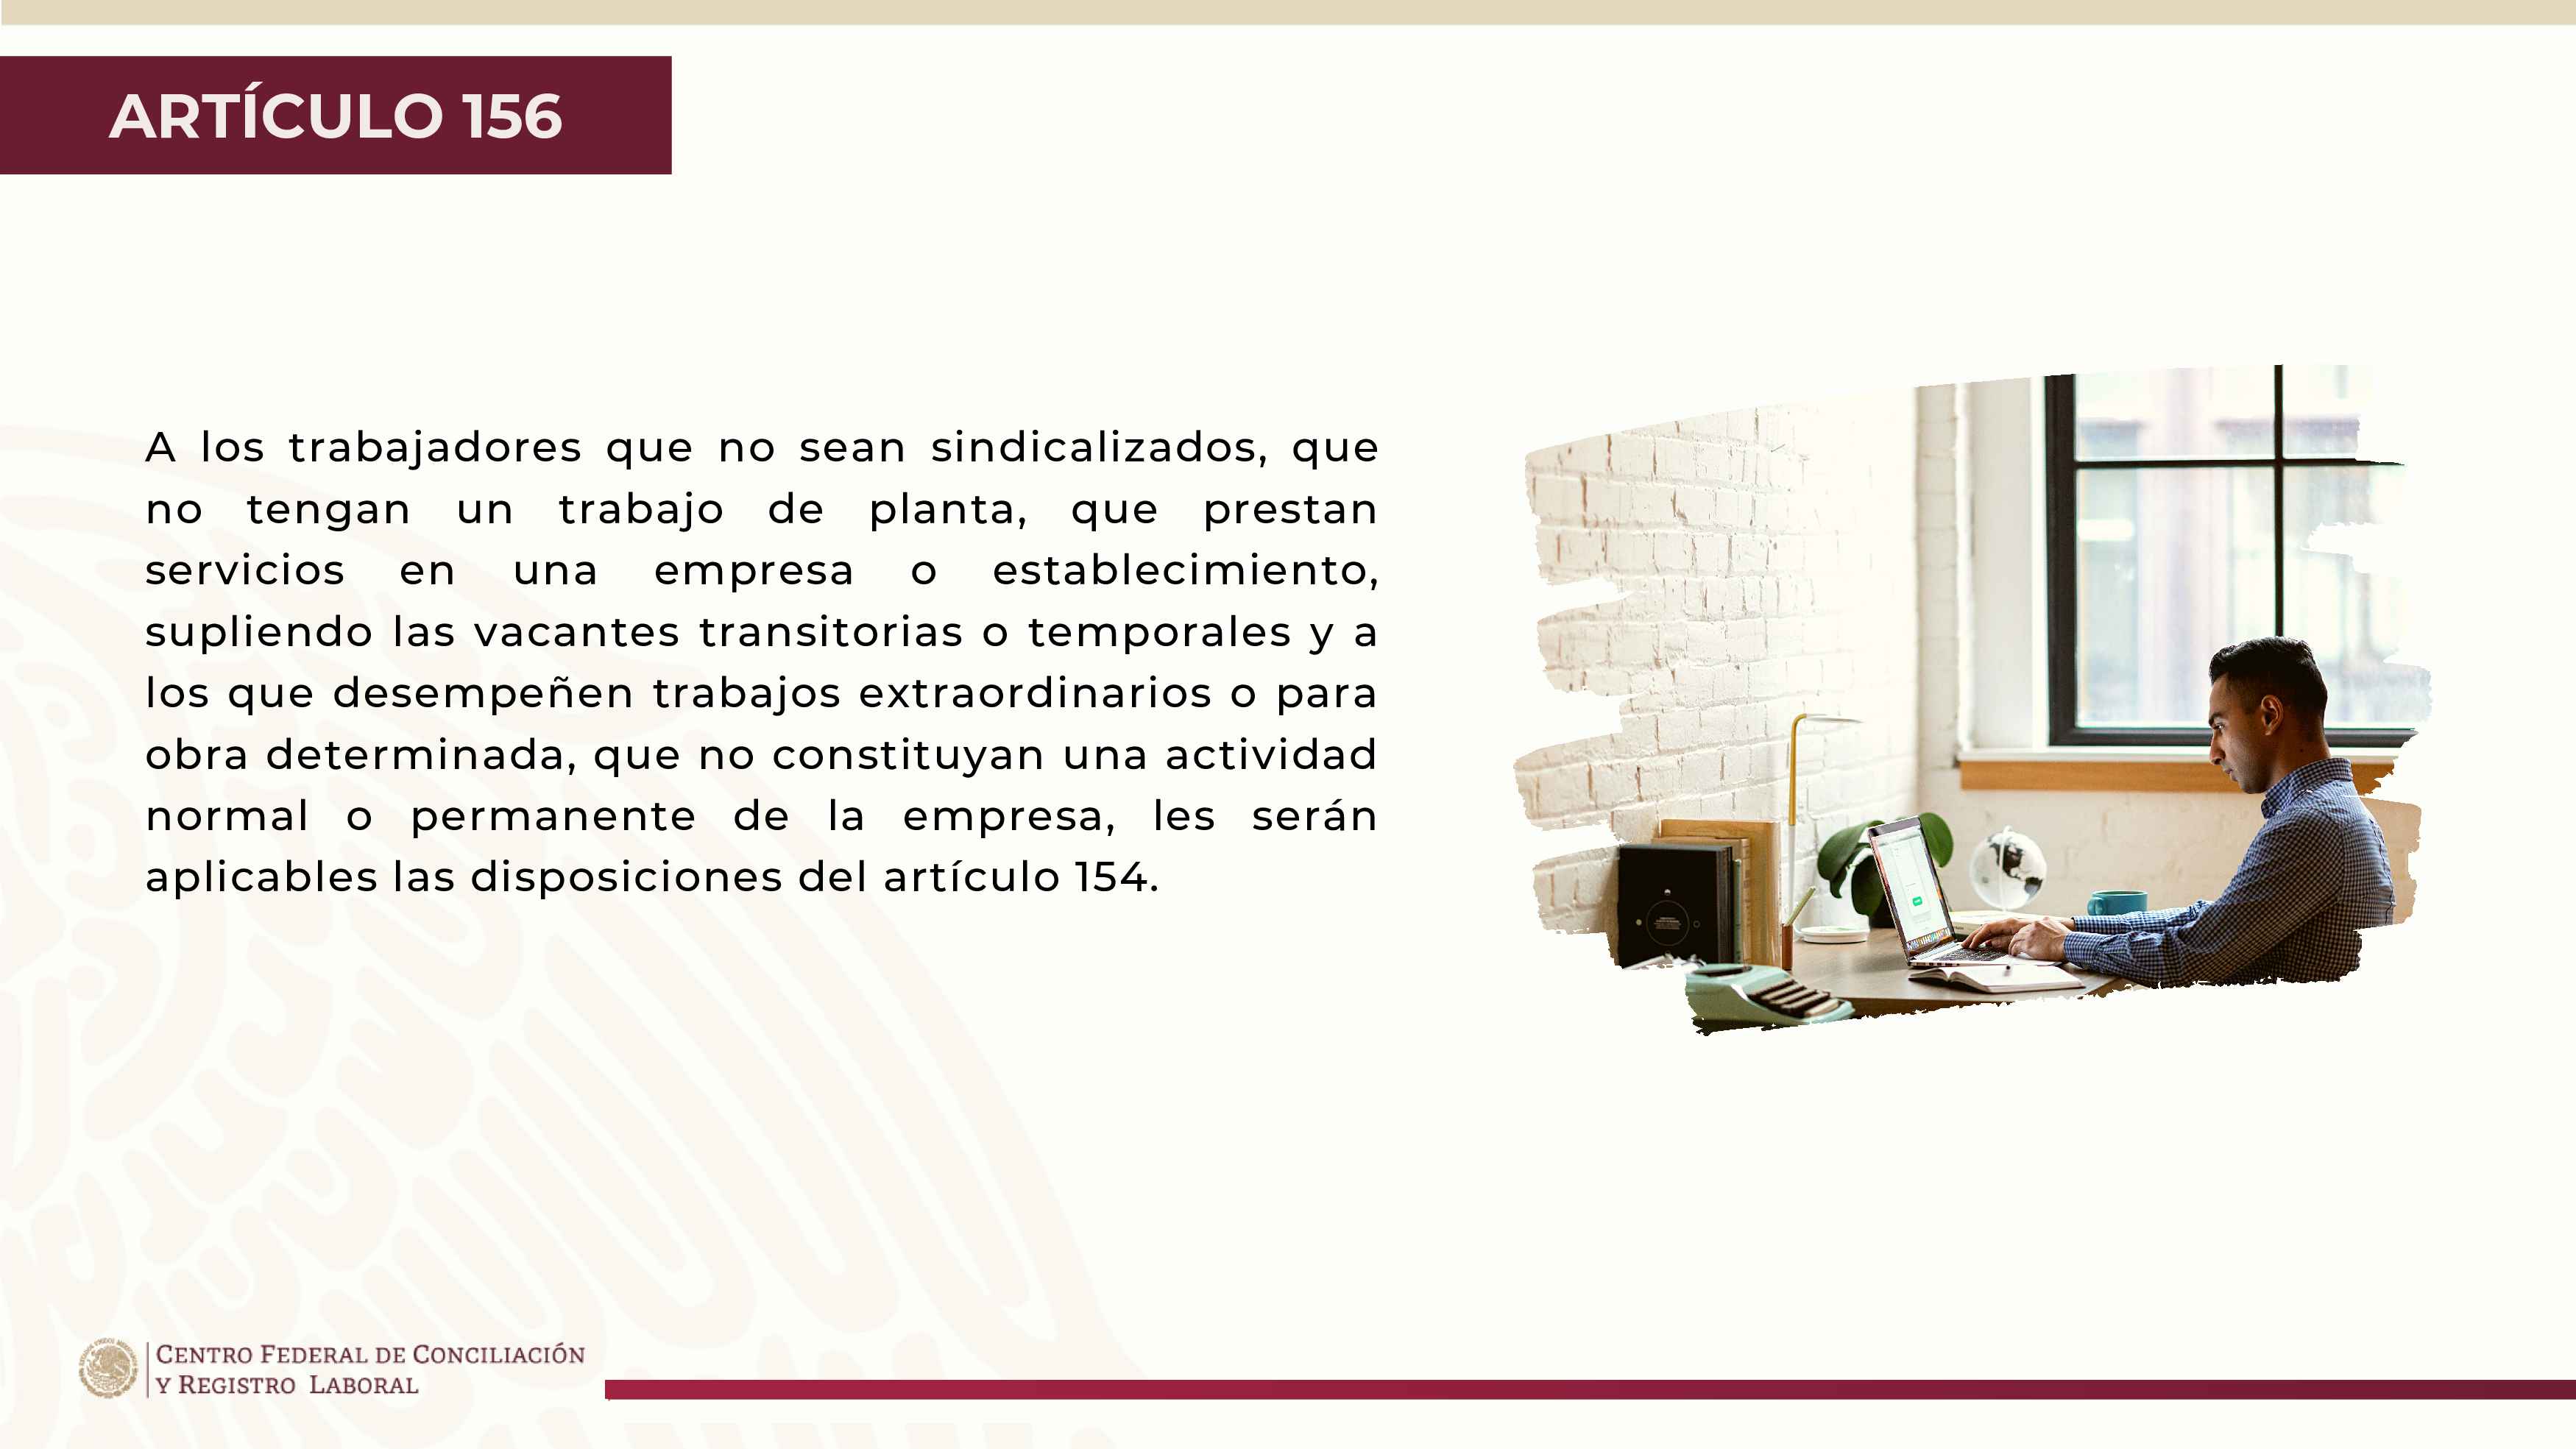 ARTÍCULO 156
A los trabajadores que no sean sindicalizados, que
no tengan un trabajo de planta, que prestan
servicios en una empresa o establecimiento,
supliendo las vacantes transitorias o temporales y a
los que desempeñen trabajos extraordinarios o para
obra determinada, que no constituyan una actividad
normal o permanente de la empresa, les serán
aplicables las disposiciones del artículo 154.
CENTRO FEDERAL DE CONCILIACIÓN
Y REGISTRO LABORAL